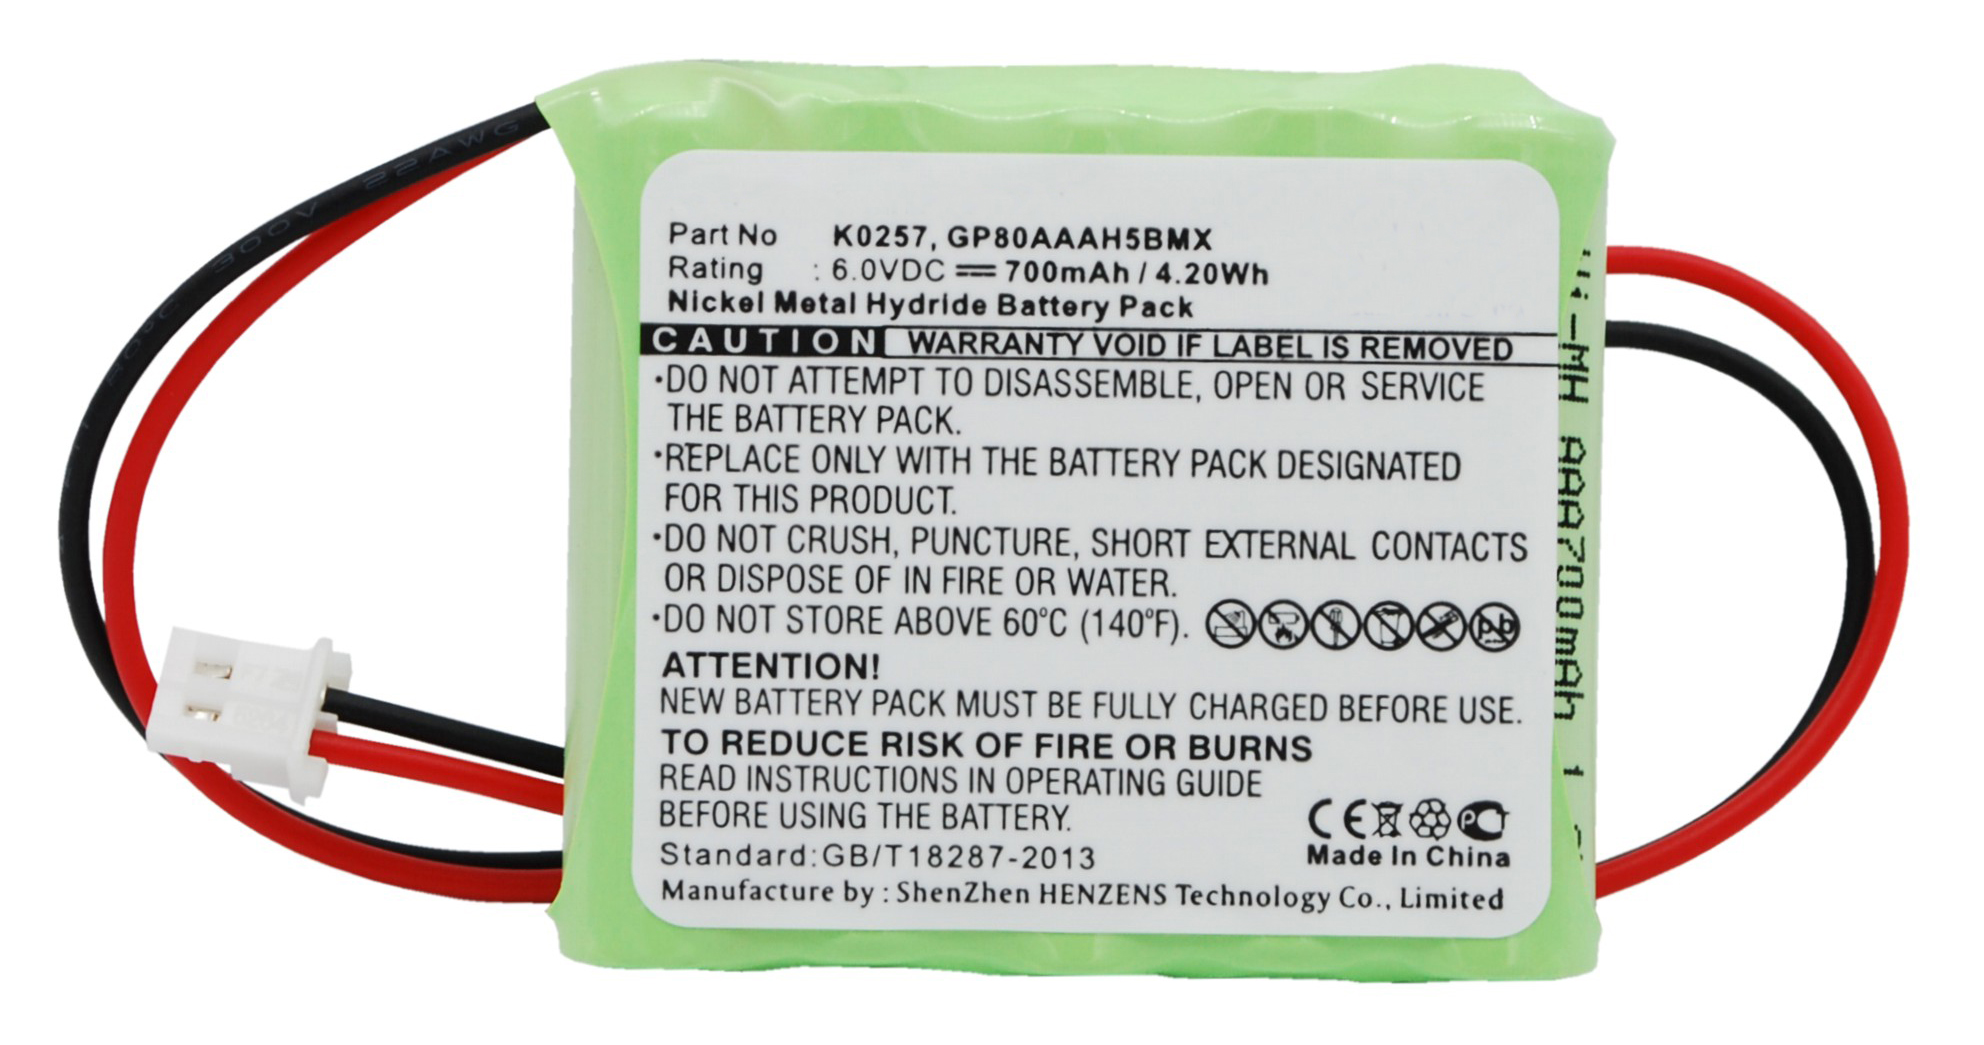 Part No K0257, GP80AAAH5BMX
Rating : 6.0VDC 700mAh / 4.20Wh
Nickel Metal Hydride Battery Pack
CAUTION WARRANTY VOID IF LABEL IS REMOVED
·DO NOT ATTEMPT TO DISASSEMBLE, OPEN OR SERVICE
THE BATTERY PACK.
·REPLACE ONLY WITH THE BATTERY PACK DESIGNATED
FOR THIS PRODUCT.
·DO NOT CRUSH, PUNCTURE, SHORT EXTERNAL CONTACTS
OR DISPOSE OF IN FIRE OR WATER.
·DO NOT STORE ABOVE 60°C (140°F).
Pb
ATTENTION!
NEW BATTERY PACK MUST BE FULLY CHARGED BEFORE USE.
TO REDUCE RISK OF FIRE OR BURNS
READ INSTRUCTIONS IN OPERATING GUIDE
BEFORE USING THE BATTERY.
CE PC
Made In China
Standard:GB/T18287-2013
Manufacture by : ShenZhen HENZENS Technology Co., Limited
Ni-MH AAA700mAh
22AWG
300V